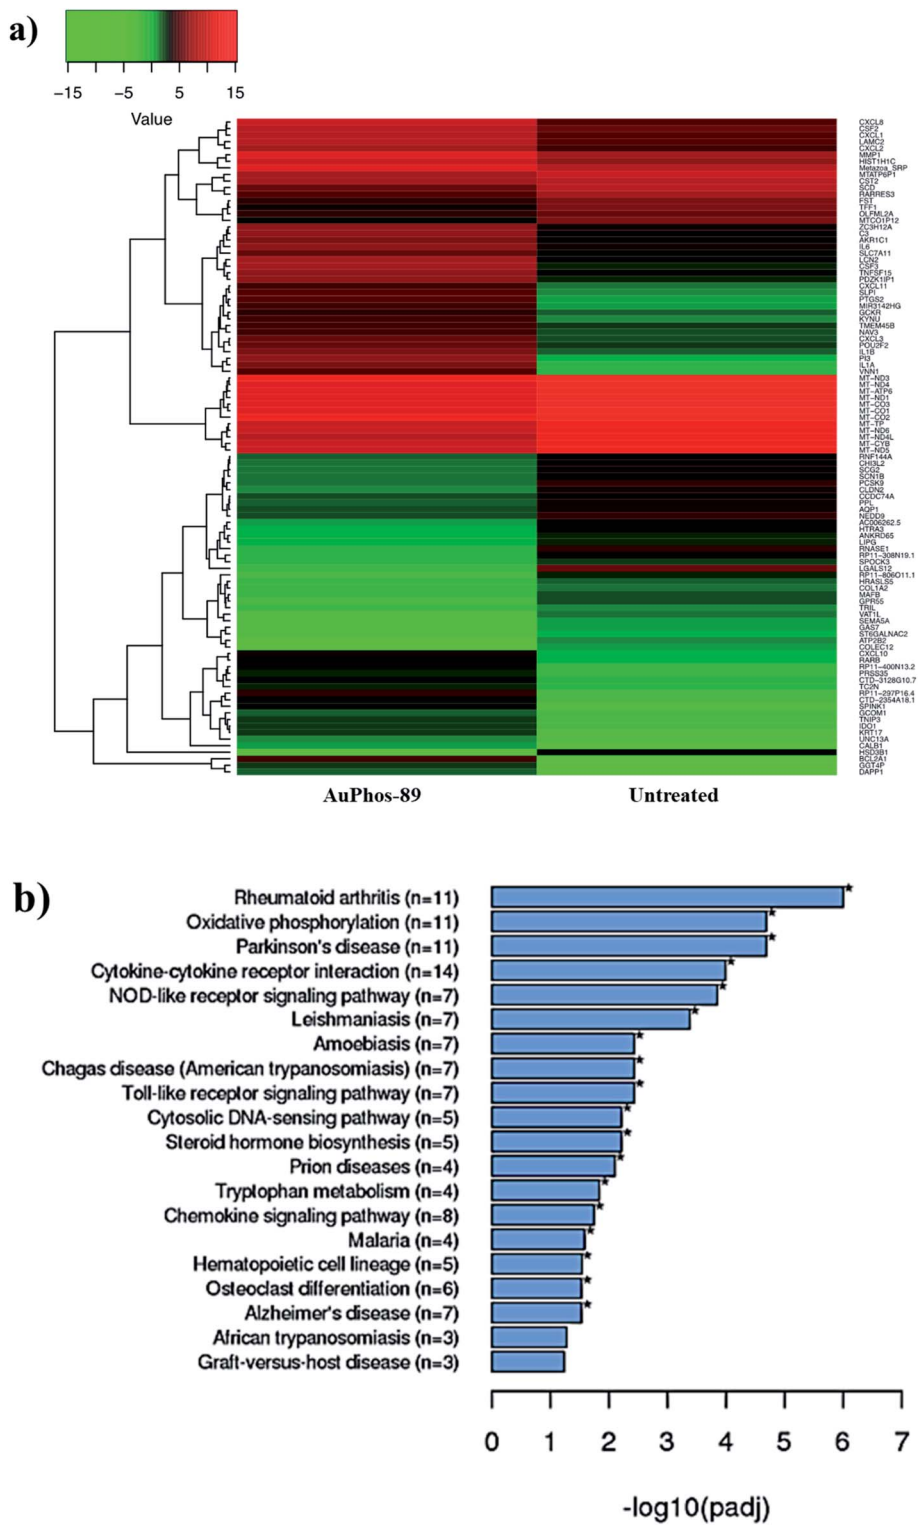 a)
−15 −5 5 15
Value
CXCL8
CSF2
CXCL1
LAMC2
CXCL2
MMP1
HIST1H1C
Metazoa_SRP
MTATP6P1
CST2
SCD
RARRES3
FST
TFF1
OLFML2A
MTCO1P12
ZC3H12A
C3
AKR1C1
IL6
SLC7A11
LCN2
CSF3
TNFSF15
PDZK1IP1
CXCL11
SLPI
PTGS2
MIR3142HG
GCKR
KYNU
TMEM45B
NAV3
CXCL3
POU2F2
IL1B
PI3
IL1A
VNN1
MT−ND3
MT−ND4
MT−ATP6
MT−ND1
MT−CO3
MT−CO1
MT−CO2
MT−TP
MT−ND6
MT−ND4L
MT−CYB
MT−ND5
RNF144A
CHI3L2
SCG2
SCN1B
PCSK9
CLDN2
CCDC74A
PPL
AQP1
NEDD9
AC006262.5
HTRA3
ANKRD65
LIPG
RNASE1
RP11−308N19.1
SPOCK3
LGALS12
RP11−806O11.1
HRASLS5
COL1A2
MAFB
GPR55
TRIL
VAT1L
SEMA5A
GAS7
ST6GALNAC2
ATP2B2
COLEC12
CXCL10
RARB
RP11−400N13.2
PRSS35
CTD−3128G10.7
TC2N
RP11−297P16.4
CTD−2354A18.1
SPINK1
GCOM1
TNIP3
IDO1
KRT17
UNC13A
CALB1
HSD3B1
BCL2A1
GGT4P
DAPP1
AuPhos-89 Untreated
b)
Rheumatoid arthritis (n=11) *
Oxidative phosphorylation (n=11) *
Parkinson's disease (n=11) *
Cytokine-cytokine receptor interaction (n=14) *
NOD-like receptor signaling pathway (n=7) *
Leishmaniasis (n=7) *
Amoebiasis (n=7) *
Chagas disease (American trypanosomiasis) (n=7) *
Toll-like receptor signaling pathway (n=7) *
Cytosolic DNA-sensing pathway (n=5) *
Steroid hormone biosynthesis (n=5) *
Prion diseases (n=4) *
Tryptophan metabolism (n=4) *
Chemokine signaling pathway (n=8) *
Malaria (n=4) *
Hematopoietic cell lineage (n=5) *
Osteoclast differentiation (n=6) *
Alzheimer's disease (n=7) *
African trypanosomiasis (n=3)
Graft-versus-host disease (n=3)
0 1 2 3 4 5 6 7
-log10(padj)